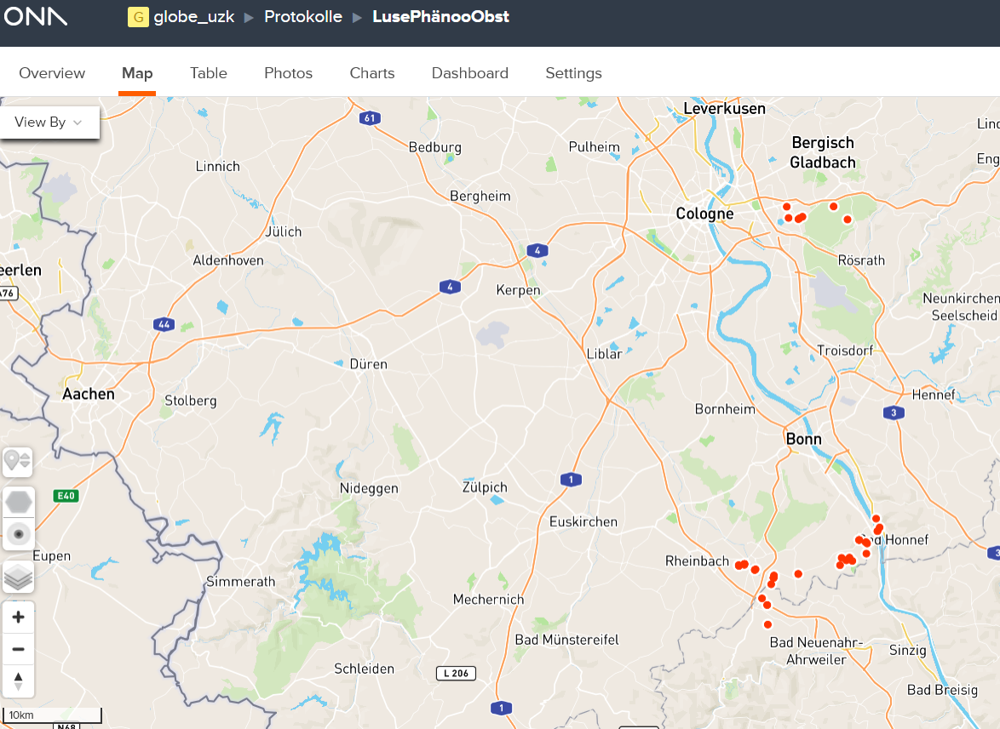 ONA G globe_uzk ▶ Protokolle ▶ LusePhänooObst
Overview Map Table Photos Charts Dashboard Settings
View By
Leverkusen
61
Bergisch
Gladbach
Bedburg
Pulheim
Linnich
Bergheim
Cologne
Jülich
4
Aldenhoven
Rösrath
eerlen
4
Kerpen
A76
Neunkirchen
Seelscheid
44
Troisdorf
Liblar
Düren
Aachen
Stolberg
Hennef
Bornheim
3
Bonn
1
Nideggen
Zülpich
E40
Euskirchen
Bad Honnef
Eupen
Rheinbach
3
Simmerath
Mechernich
Bad Münstereifel
Bad Neuenahr-
Ahrweiler
Sinzig
Schleiden
L 206
Bad Breisig
1
10km
N68